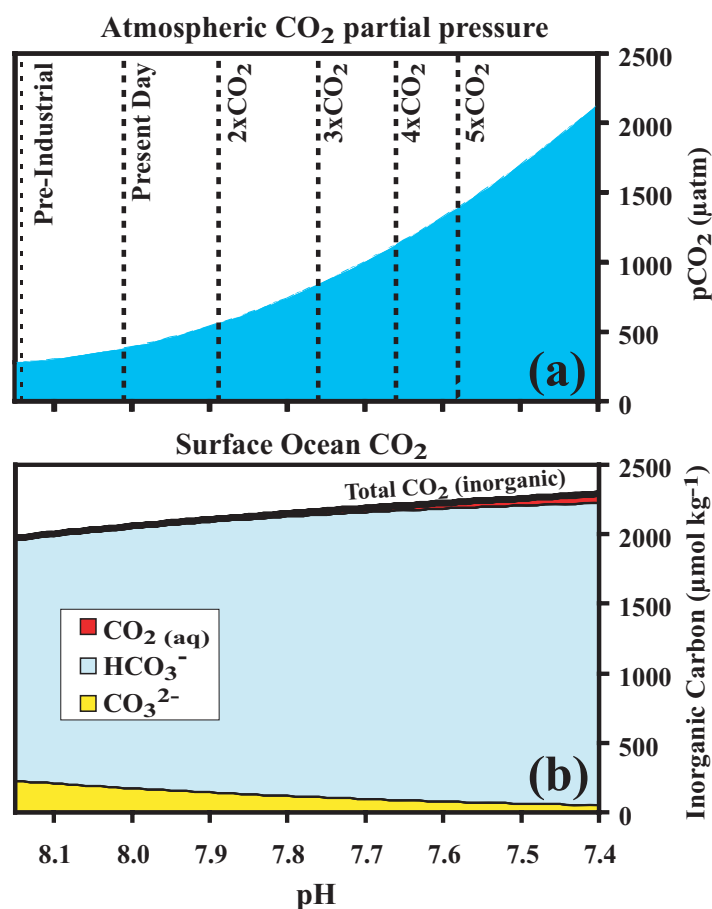 Atmospheric CO₂ partial pressure
Pre-Industrial
Present Day
2xCO₂
3xCO₂
4xCO₂
5xCO₂
2500
2000
1500
1000
500
0
pCO₂ (µatm)
(a)
Surface Ocean CO₂
Total CO₂ (inorganic)
CO₂ (aq)
HCO₃⁻
CO₃²⁻
2500
2000
1500
1000
500
0
Inorganic Carbon (µmol kg⁻¹)
(b)
8.1 8.0 7.9 7.8 7.7 7.6 7.5 7.4
pH